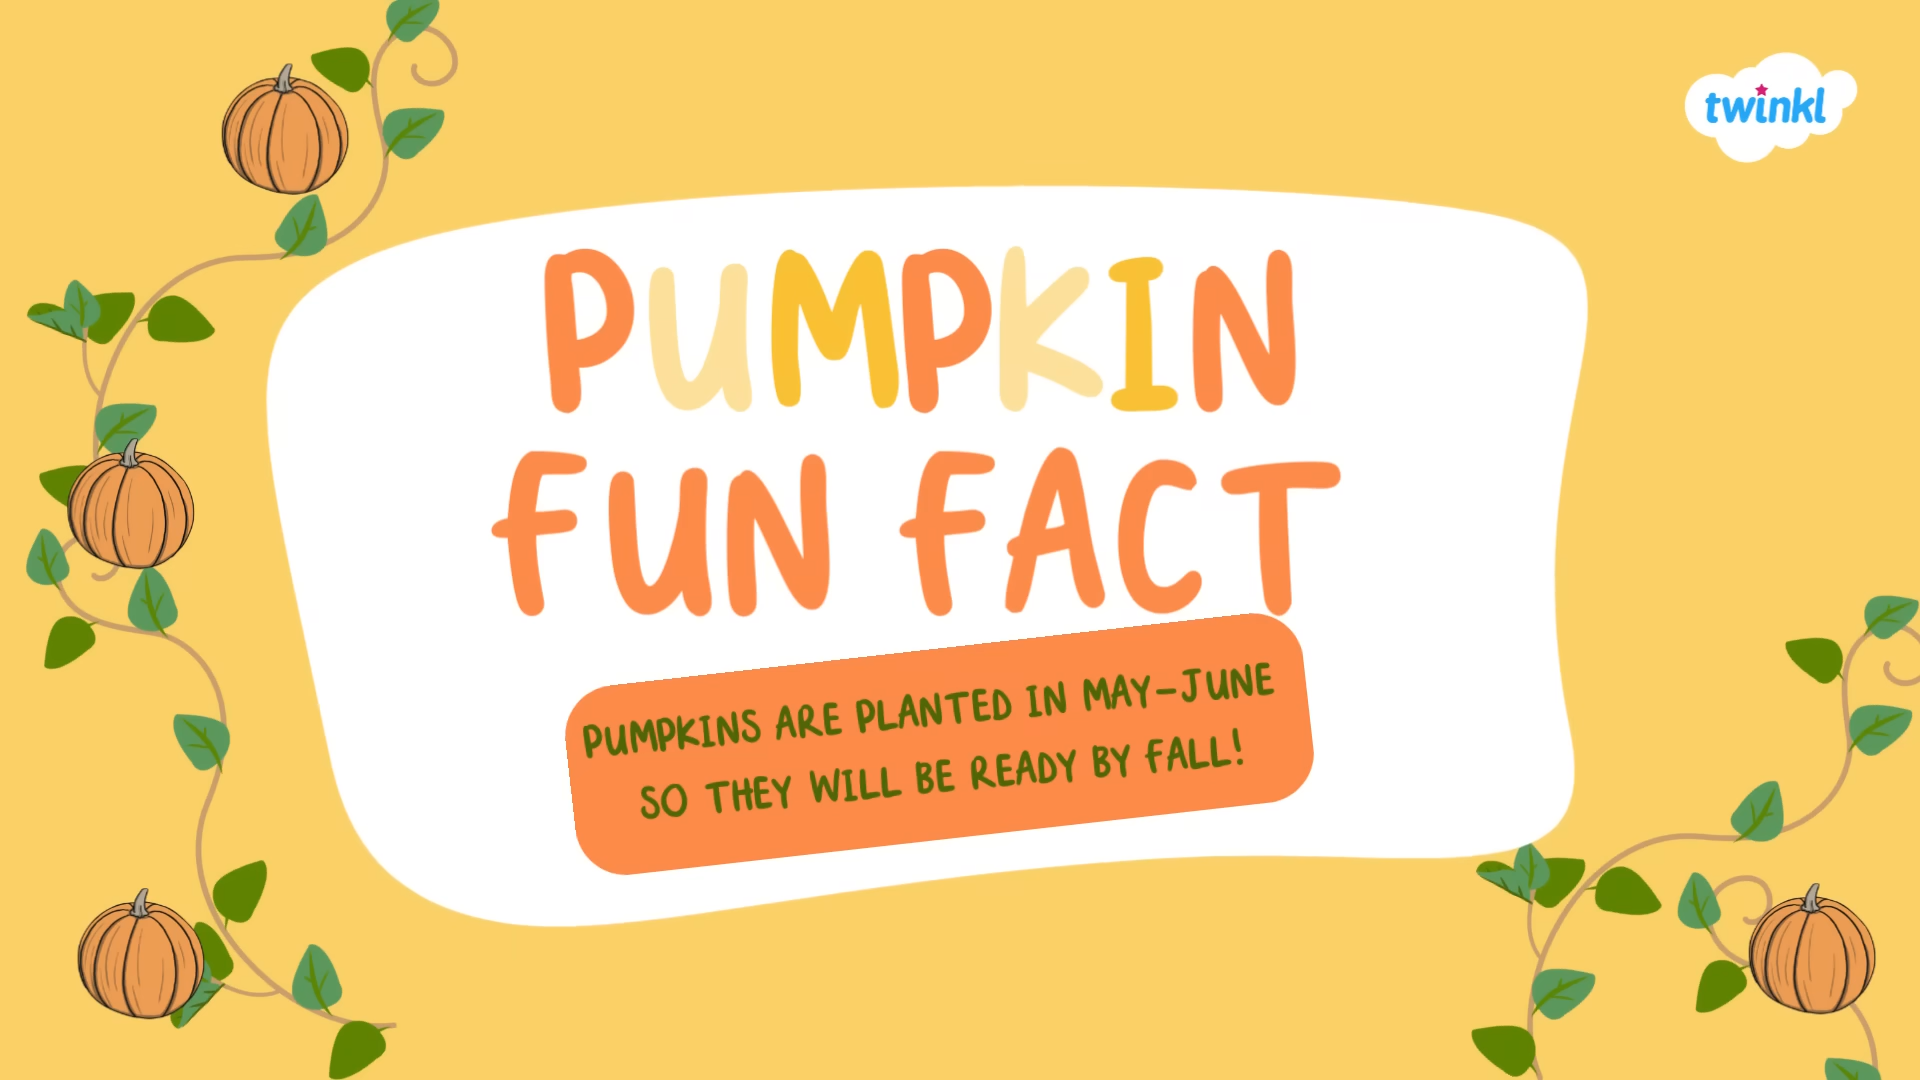 twinkl
PUMPKIN
FUN FACT
PUMPKINS ARE PLANTED IN MAY-JUNE
SO THEY WILL BE READY BY FALL!